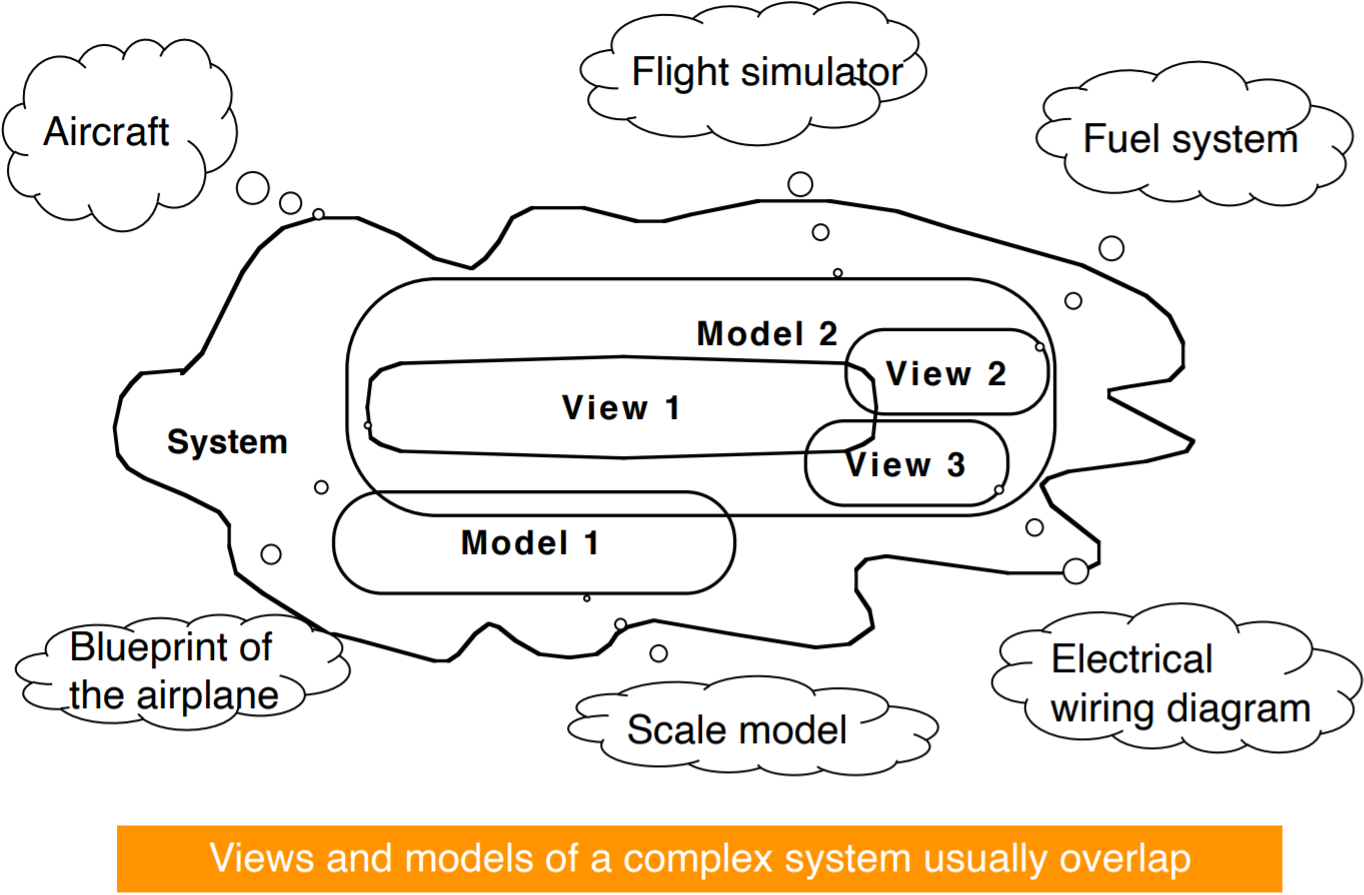 Flight simulator
Aircraft
Fuel system
Model 2
View 2
View 1
System
View 3
Model 1
Blueprint of
the airplane
Electrical
wiring diagram
Scale model
Views and models of a complex system usually overlap